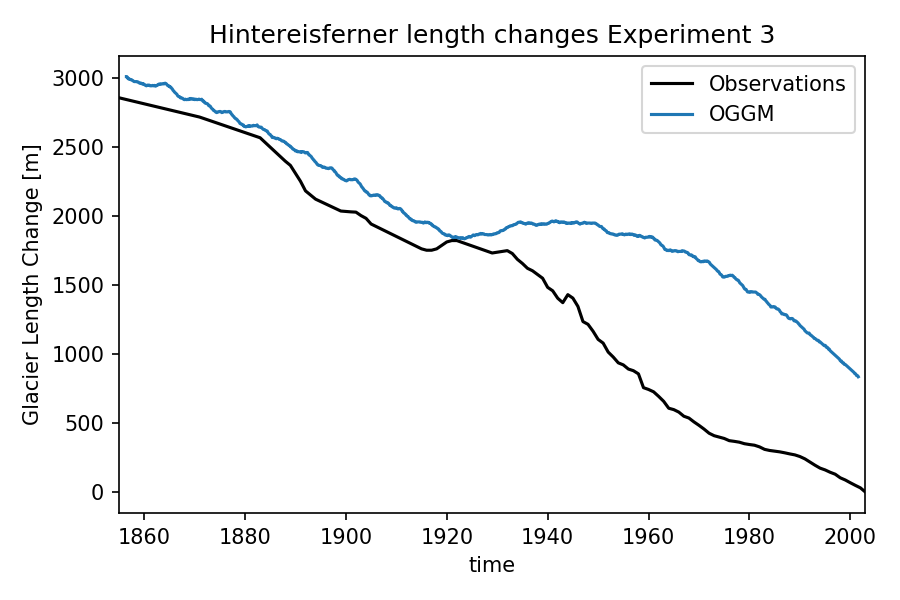 Hintereisferner length changes Experiment 3
Observations
OGGM
Glacier Length Change [m]
3000
2500
2000
1500
1000
500
0
1860 1880 1900 1920 1940 1960 1980 2000
time